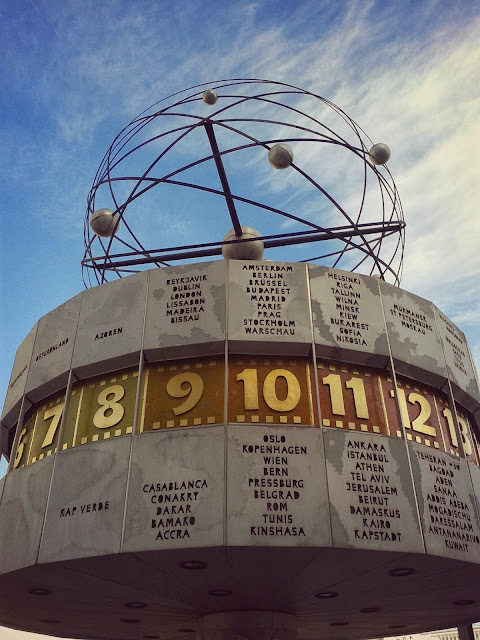 OSTGRÖNLAND
AZOREN
REYKJAVIK
DUBLIN
LONDON
LISSABON
MADEIRA
BISSAU
AMSTERDAM
BERLIN
BRÜSSEL
BUDAPEST
MADRID
PARIS
PRAG
STOCKHOLM
WARSCHAU
HELSINKI
RIGA
TALLINN
WILNA
MINSK
KIEW
BUKAREST
SOFIA
NIKOSIA
MURMANSK
ST PETERSBURG
MOSKAU
7 8 9 10 11 12 13
KAP VERDE
CASABLANCA
CONAKRY
DAKAR
BAMAKO
ACCRA
OSLO
KOPENHAGEN
WIEN
BERN
PRESSBURG
BELGRAD
ROM
TUNIS
KINSHASA
ANKARA
ISTANBUL
ATHEN
TEL AVIV
JERUSALEM
BEIRUT
DAMASKUS
KAIRO
KAPSTADT
TEHERAN
BAGDAD
ADEN
SANAA
ADDIS ABEBA
MOGADISCHU
DARESSALAM
ANTANANARIVO
KUWAIT